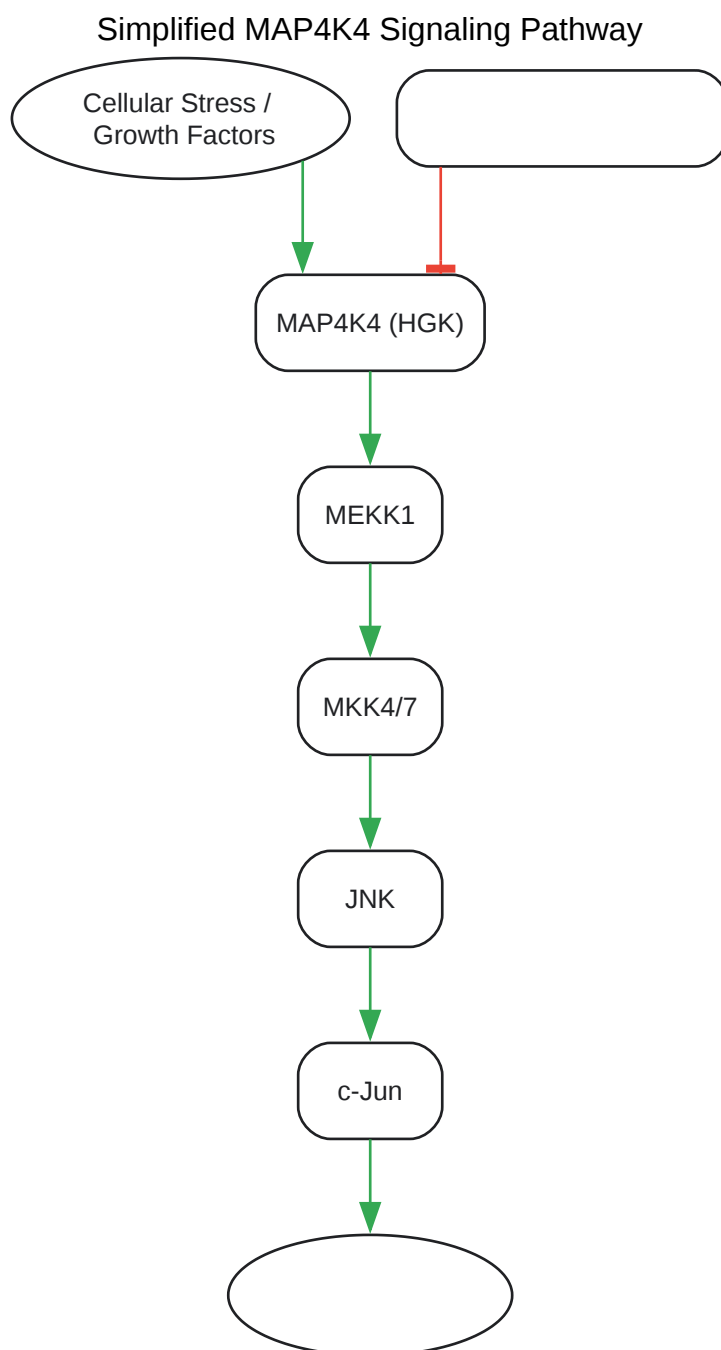 Simplified MAP4K4 Signaling Pathway
Cellular Stress /
Growth Factors
MAP4K4 (HGK)
MEKK1
MKK4/7
JNK
c-Jun